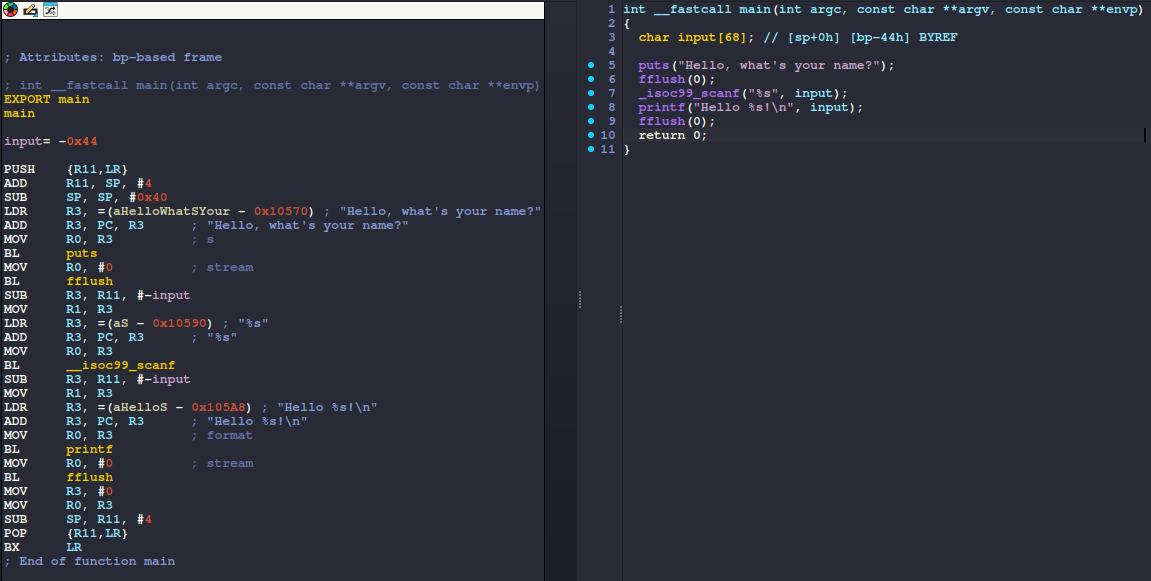 ; Attributes: bp-based frame
; int __fastcall main(int argc, const char **argv, const char **envp)
EXPORT main
main
input= -0x44
PUSH {R11,LR}
ADD R11, SP, #4
SUB SP, SP, #0x40
LDR R3, =(aHelloWhatSYour - 0x10570) ; "Hello, what's your name?"
ADD R3, PC, R3 ; "Hello, what's your name?"
MOV R0, R3 ; s
BL puts
MOV R0, #0 ; stream
BL fflush
SUB R3, R11, #-input
MOV R1, R3
LDR R3, =(aS - 0x10590) ; "%s"
ADD R3, PC, R3 ; "%s"
MOV R0, R3
BL __isoc99_scanf
SUB R3, R11, #-input
MOV R1, R3
LDR R3, =(aHelloS - 0x105A8) ; "Hello %s!\n"
ADD R3, PC, R3 ; "Hello %s!\n"
MOV R0, R3 ; format
BL printf
MOV R0, #0 ; stream
BL fflush
MOV R3, #0
MOV R0, R3
SUB SP, R11, #4
POP {R11,LR}
BX LR
; End of function main
1 int __fastcall main(int argc, const char **argv, const char **envp)
2 {
3 char input[68]; // [sp+0h] [bp-44h] BYREF
4
5 puts("Hello, what's your name?");
6 fflush(0);
7 _isoc99_scanf("%s", input);
8 printf("Hello %s!\n", input);
9 fflush(0);
10 return 0;
11 }